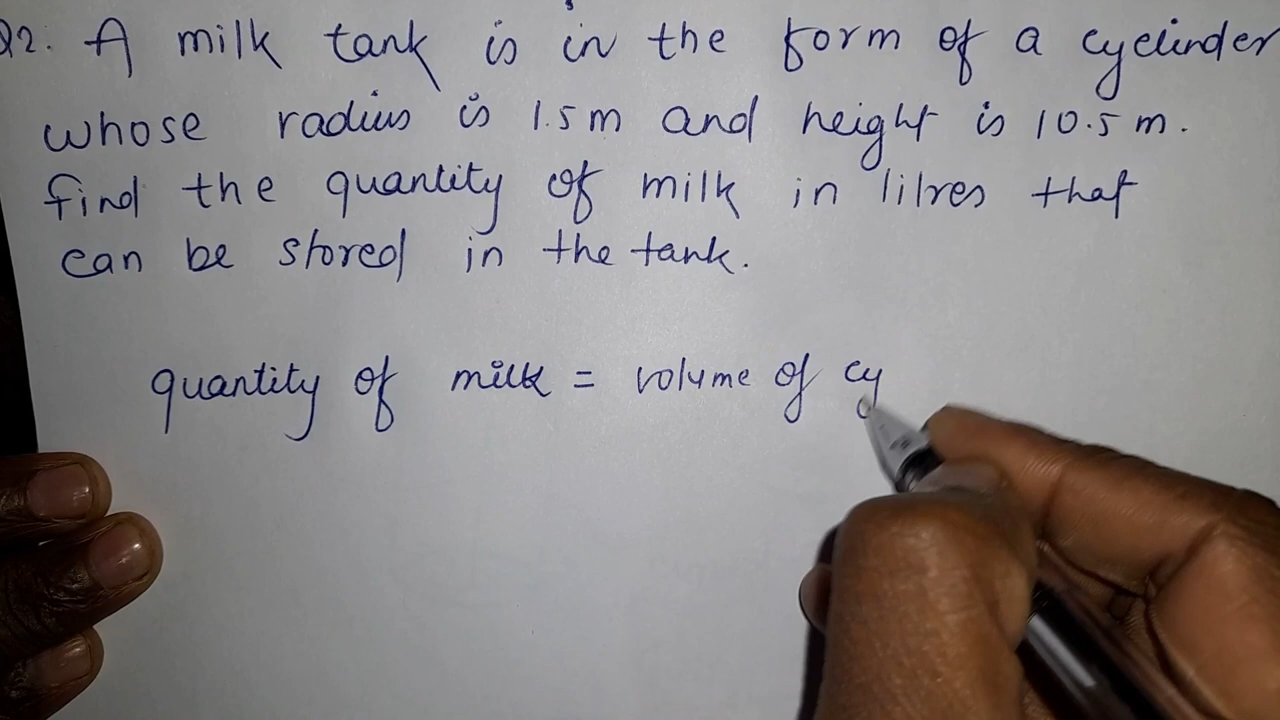 Q2. A milk tank is in the form of a cylinder
whose radius is 1.5 m and height is 10.5 m.
find the quantity of milk in litres that
can be stored in the tank.
quantity of milk = volume of cy